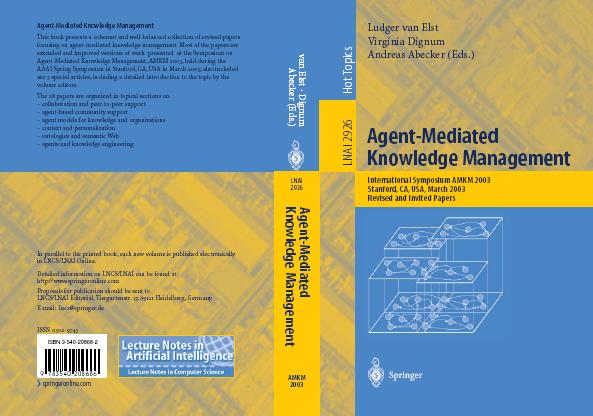 Agent-Mediated Knowledge Management
This book presents a coherent and well-balanced collection of revised papers
focusing on agent-mediated knowledge management. Most of the papers are
extended and improved versions of work presented at the Symposium on
Agent-Mediated Knowledge Management, AMKM 2003, held during the
AAAI Spring Symposium in Stanford, CA, USA in March 2003; also included
are 3 special articles, including a detailed introduction to the topic by the
volume editors.
The 28 papers are organized in topical sections on
– collaboration and peer-to-peer support
– agent-based community support
– agent models for knowledge and organizations
– context and personalization
– ontologies and semantic Web
– agents and knowledge engineering
In parallel to the printed book, each new volume is published electronically
in LNCS/LNAI Online.
Detailed information on LNCS/LNAI can be found at
http://www.springeronline.com
Proposals for publication should be sent to
LNCS/LNAI Editorial, Tiergartenstr. 17, 69121 Heidelberg, Germany
E-mail: lncs@springer.de
ISSN 0302-9743
ISBN 3-540-20868-2
9 783540 208686
› springeronline.com
Lecture Notes in
Artificial Intelligence
Lecture Notes in Computer Science
van Elst · Dignum
Abecker (Eds.)
LNAI
2926
Agent-Mediated
Knowledge Management
AMKM
2003
Hot Topics
LNAI 2926
Ludger van Elst
Virginia Dignum
Andreas Abecker (Eds.)
Agent-Mediated
Knowledge Management
International Symposium AMKM 2003
Stanford, CA, USA, March 2003
Revised and Invited Papers
Springer